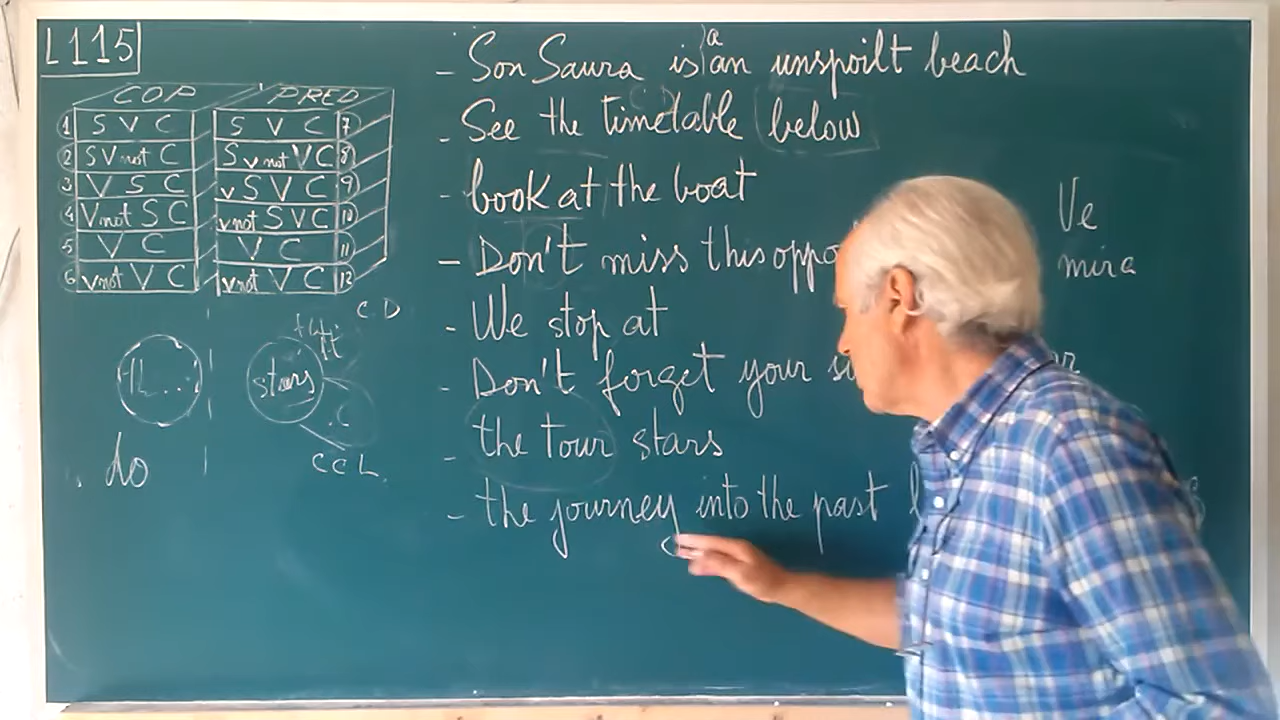 L115
COP PRED
1 S V C S V C 7
2 S V not C S v not V C 8
3 V S C v S V C 9
4 V not S C v not S V C 10
5 V C V C 11
6 v not V C v not V C 12
C D
stars
.C
C C L.
. do
- Son Saura is a an unspoilt beach
- See the timetable below
- book at the boat
- Don't miss this oppo
- We stop at
- Don't forget your
- the tour stars
- the journey into the past
Ve
mira